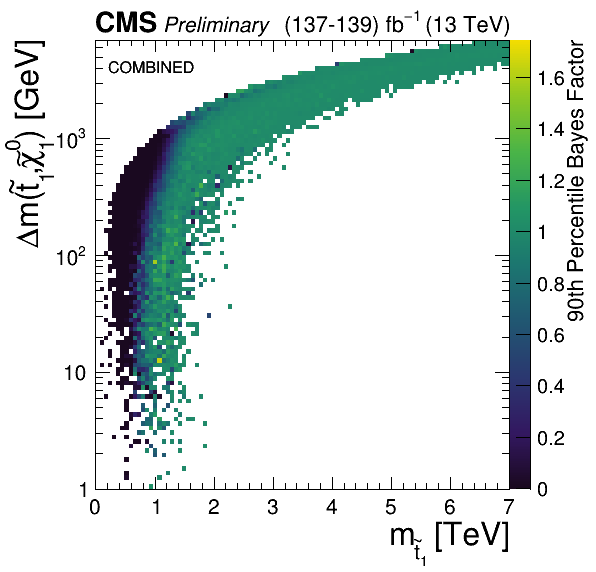 CMS Preliminary (137-139) fb⁻¹ (13 TeV)
COMBINED
Δm(t̃₁,χ̃₁⁰) [GeV]
10³
10²
10
1
0 1 2 3 4 5 6 7
m_t̃₁ [TeV]
1.6
1.4
1.2
1
0.8
0.6
0.4
0.2
0
90th Percentile Bayes Factor